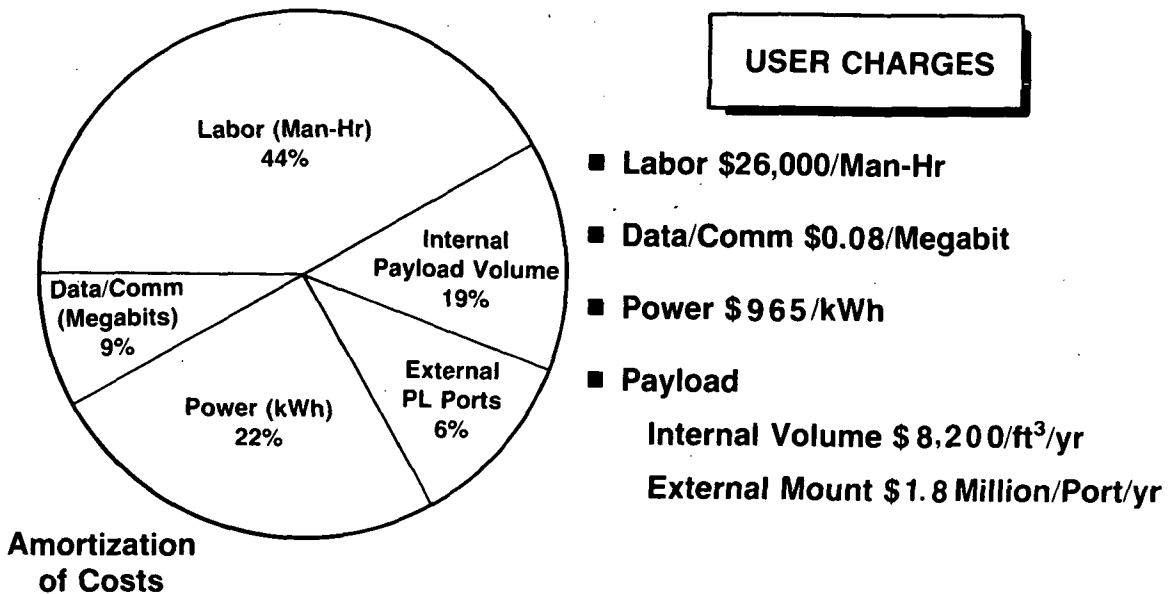 Labor (Man-Hr)
44%
Internal
Payload Volume
19%
External
PL Ports
6%
Power (kWh)
22%
Data/Comm
(Megabits)
9%
Amortization
of Costs
USER CHARGES
■ Labor $26,000/Man-Hr
■ Data/Comm $0.08/Megabit
■ Power $965/kWh
■ Payload
Internal Volume $8,200/ft³/yr
External Mount $1.8 Million/Port/yr